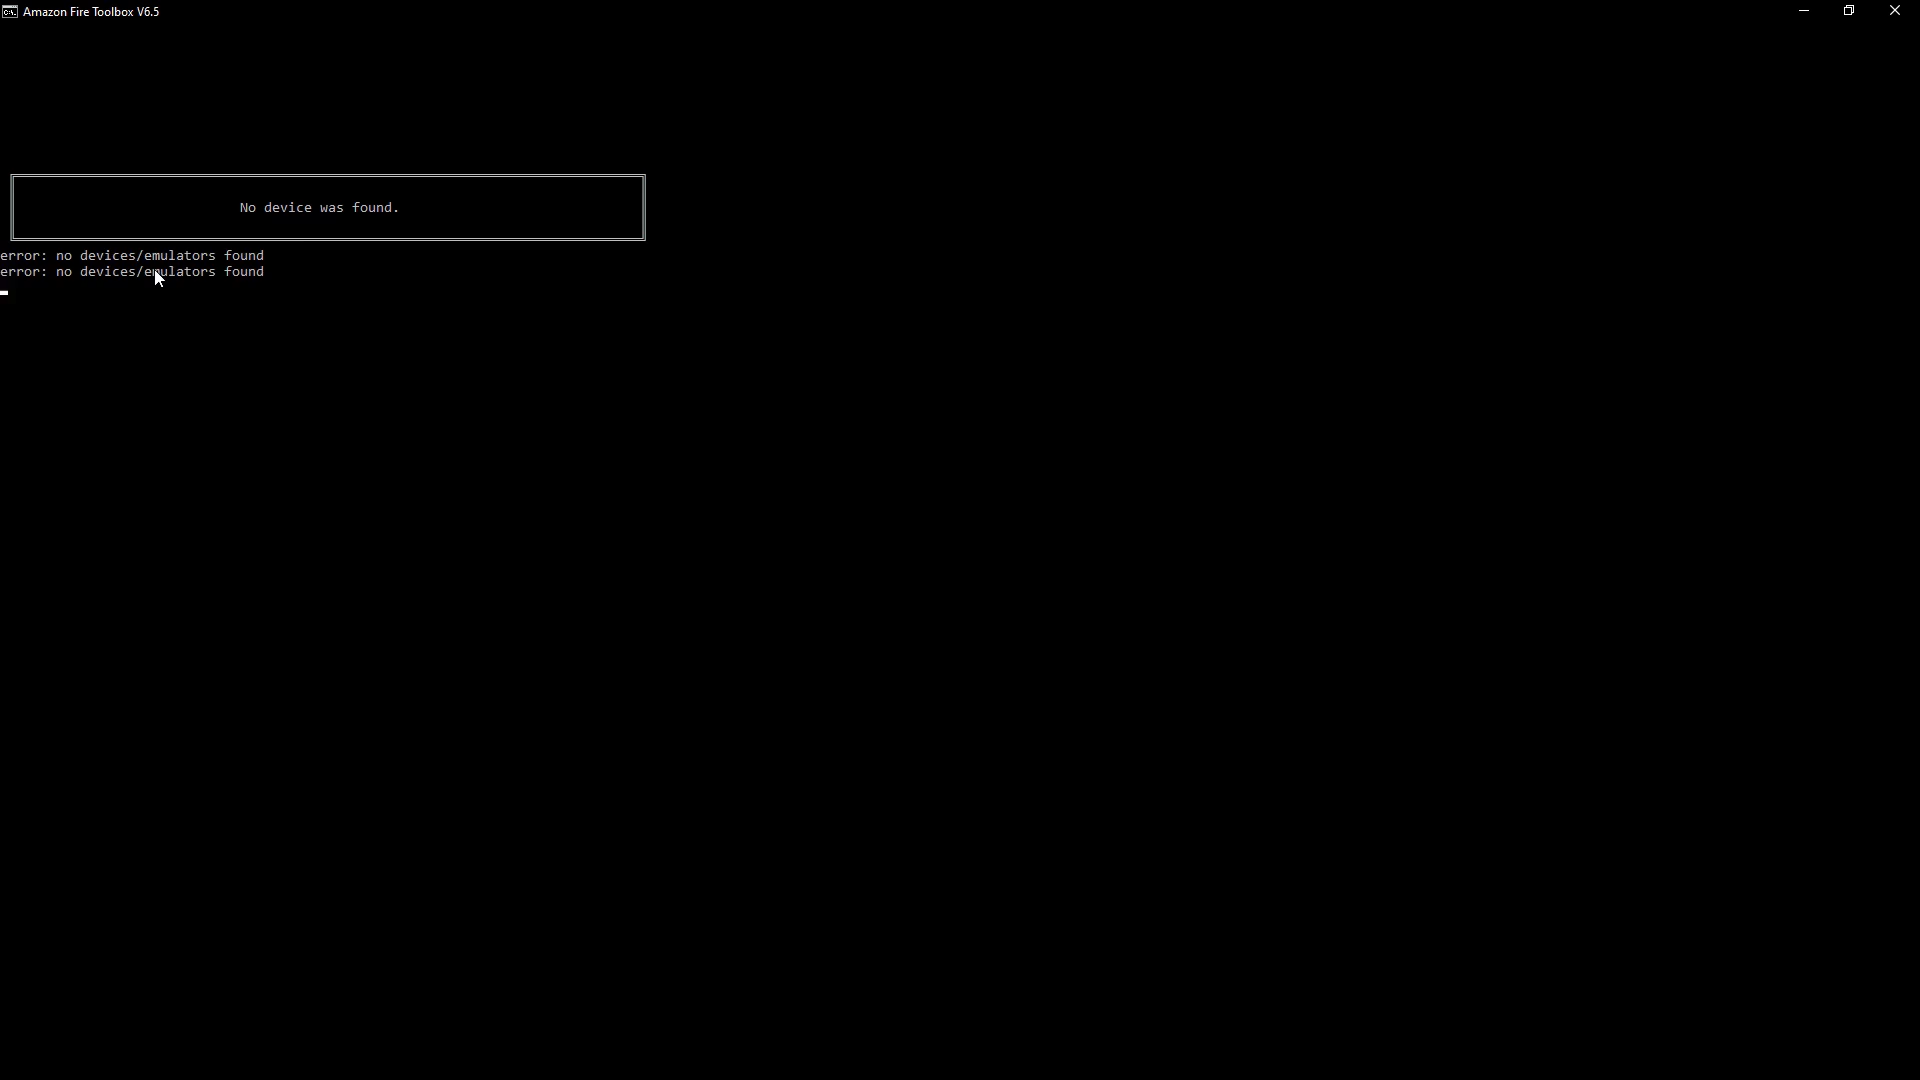 Amazon Fire Toolbox V6.5
No device was found.
error: no devices/emulators found
error: no devices/emulators found